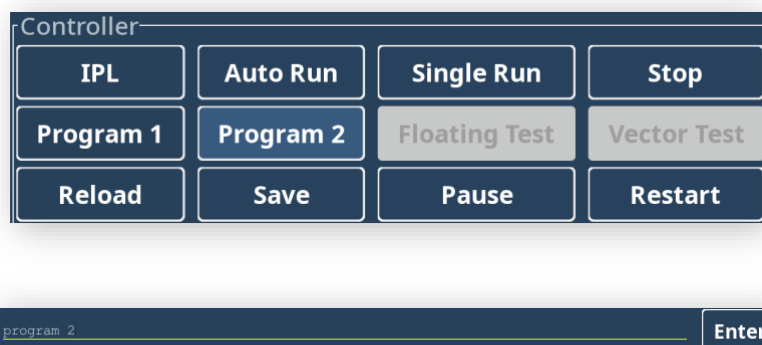 Controller
IPL Auto Run Single Run Stop
Program 1 Program 2 Floating Test Vector Test
Reload Save Pause Restart
program 2 Enter